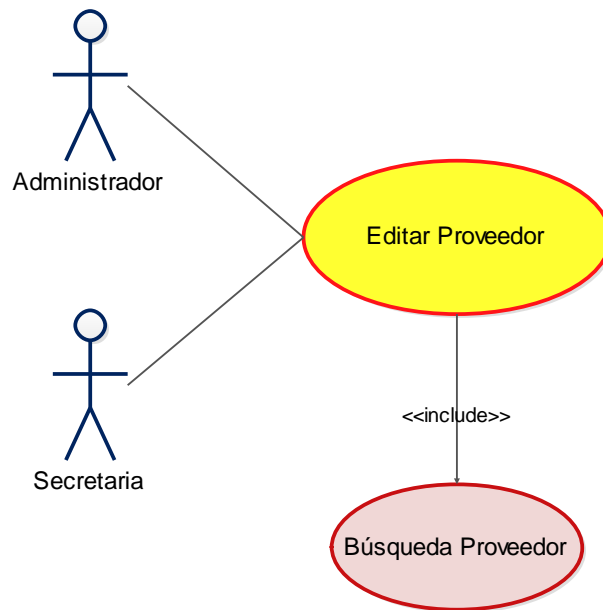 Administrador
Editar Proveedor
Secretaria
<<include>>
Búsqueda Proveedor